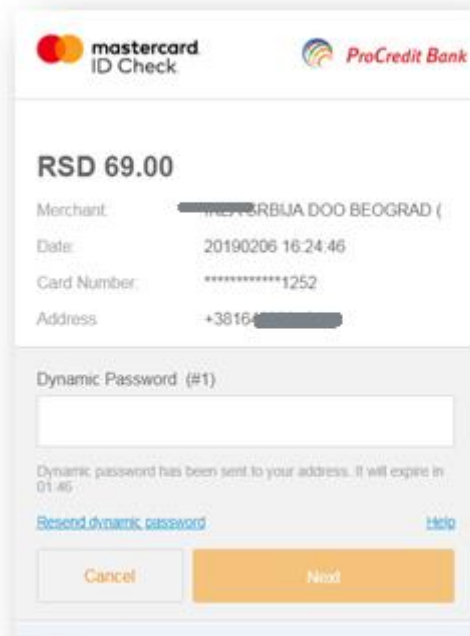 mastercard
ID Check
ProCredit Bank
RSD 69.00
Merchant: SRBIJA DOO BEOGRAD (
Date: 20190206 16:24:46
Card Number: ************1252
Address +3816
Dynamic Password (#1)
Dynamic password has been sent to your address. It will expire in
01:46
Resend dynamic password Help
Cancel Next